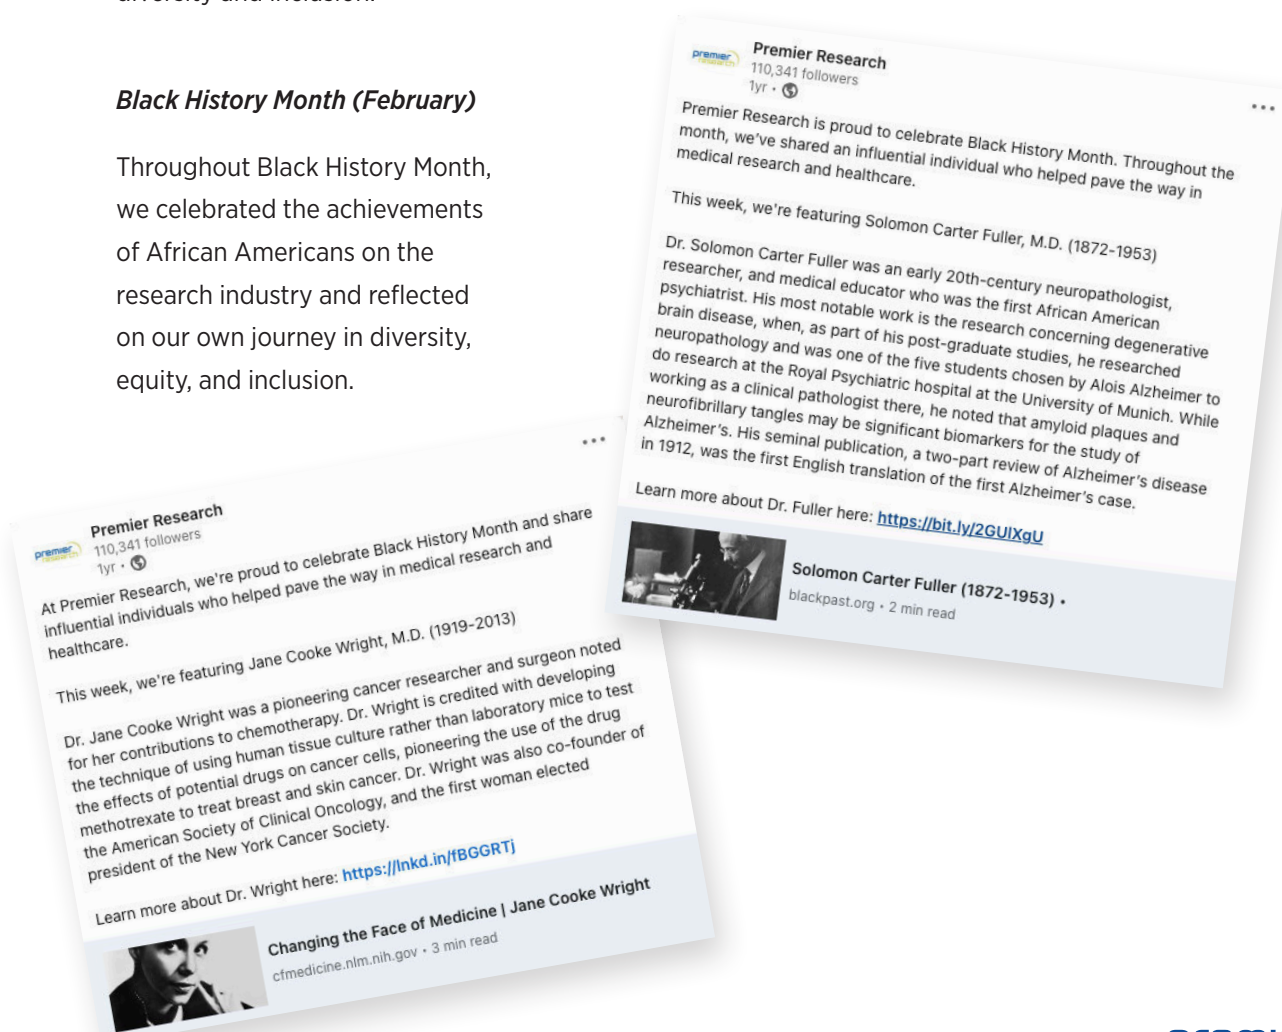 diversity and inclusion.
Black History Month (February)
Throughout Black History Month,
we celebrated the achievements
of African Americans on the
research industry and reflected
on our own journey in diversity,
equity, and inclusion.
premier
research
Premier Research
110,341 followers
1yr •
Premier Research is proud to celebrate Black History Month. Throughout the
month, we've shared an influential individual who helped pave the way in
medical research and healthcare.
This week, we're featuring Solomon Carter Fuller, M.D. (1872-1953)
Dr. Solomon Carter Fuller was an early 20th-century neuropathologist,
researcher, and medical educator who was the first African American
psychiatrist. His most notable work is the research concerning degenerative
brain disease, when, as part of his post-graduate studies, he researched
neuropathology and was one of the five students chosen by Alois Alzheimer to
do research at the Royal Psychiatric hospital at the University of Munich. While
working as a clinical pathologist there, he noted that amyloid plaques and
neurofibrillary tangles may be significant biomarkers for the study of
Alzheimer's. His seminal publication, a two-part review of Alzheimer's disease
in 1912, was the first English translation of the first Alzheimer's case.
Learn more about Dr. Fuller here: https://bit.ly/2GUlXgU
Solomon Carter Fuller (1872-1953) •
blackpast.org • 2 min read
premier
research
Premier Research
110,341 followers
1yr •
At Premier Research, we're proud to celebrate Black History Month and share
influential individuals who helped pave the way in medical research and
healthcare.
This week, we're featuring Jane Cooke Wright, M.D. (1919-2013)
Dr. Jane Cooke Wright was a pioneering cancer researcher and surgeon noted
for her contributions to chemotherapy. Dr. Wright is credited with developing
the technique of using human tissue culture rather than laboratory mice to test
the effects of potential drugs on cancer cells, pioneering the use of the drug
methotrexate to treat breast and skin cancer. Dr. Wright was also co-founder of
the American Society of Clinical Oncology, and the first woman elected
president of the New York Cancer Society.
Learn more about Dr. Wright here: https://lnkd.in/fBGGRTj
Changing the Face of Medicine | Jane Cooke Wright
cfmedicine.nlm.nih.gov • 3 min read